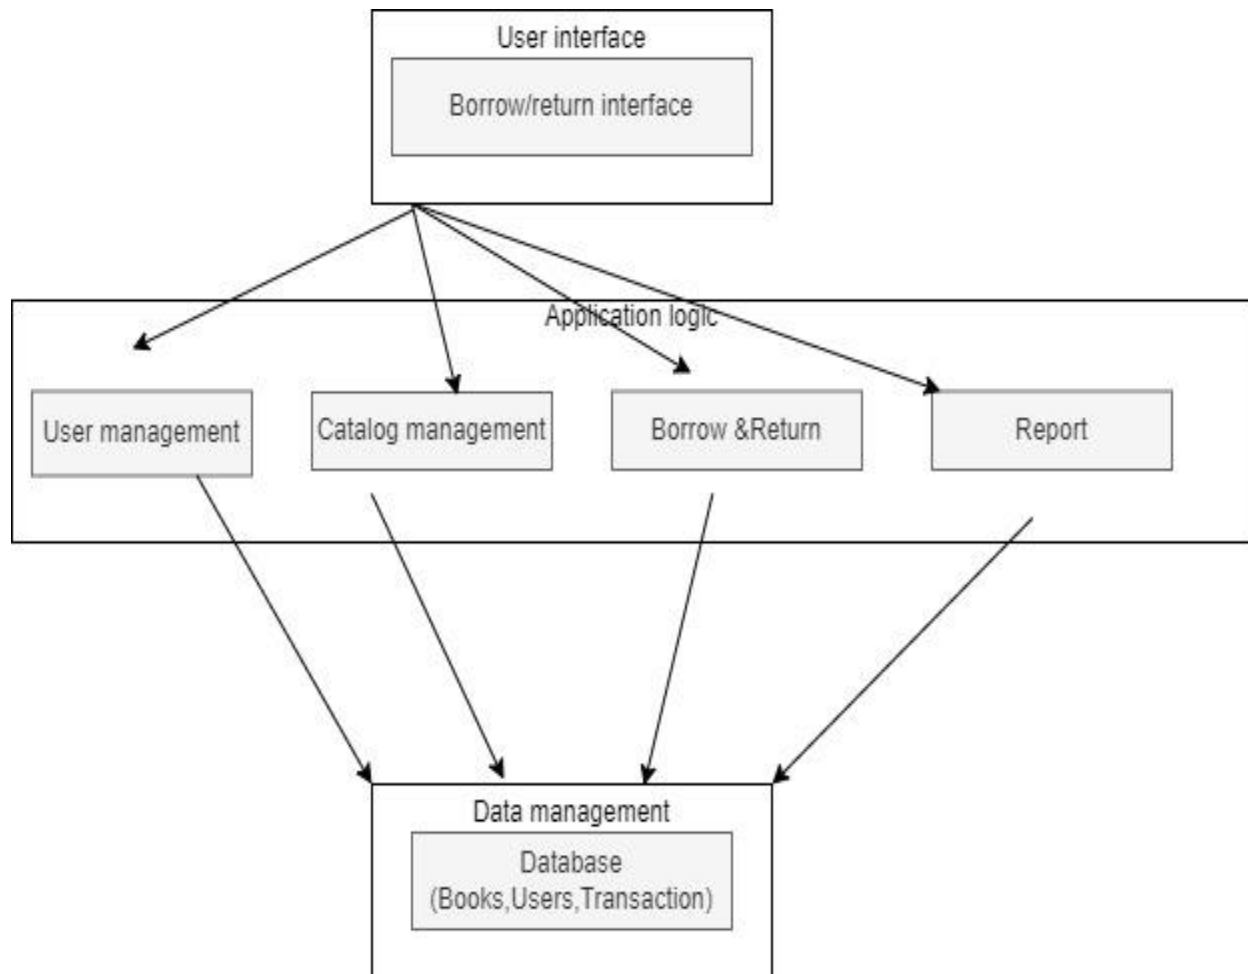 User interface
Borrow/return interface
Application logic
User management
Catalog management
Borrow &Return
Report
Data management
Database
(Books,Users,Transaction)